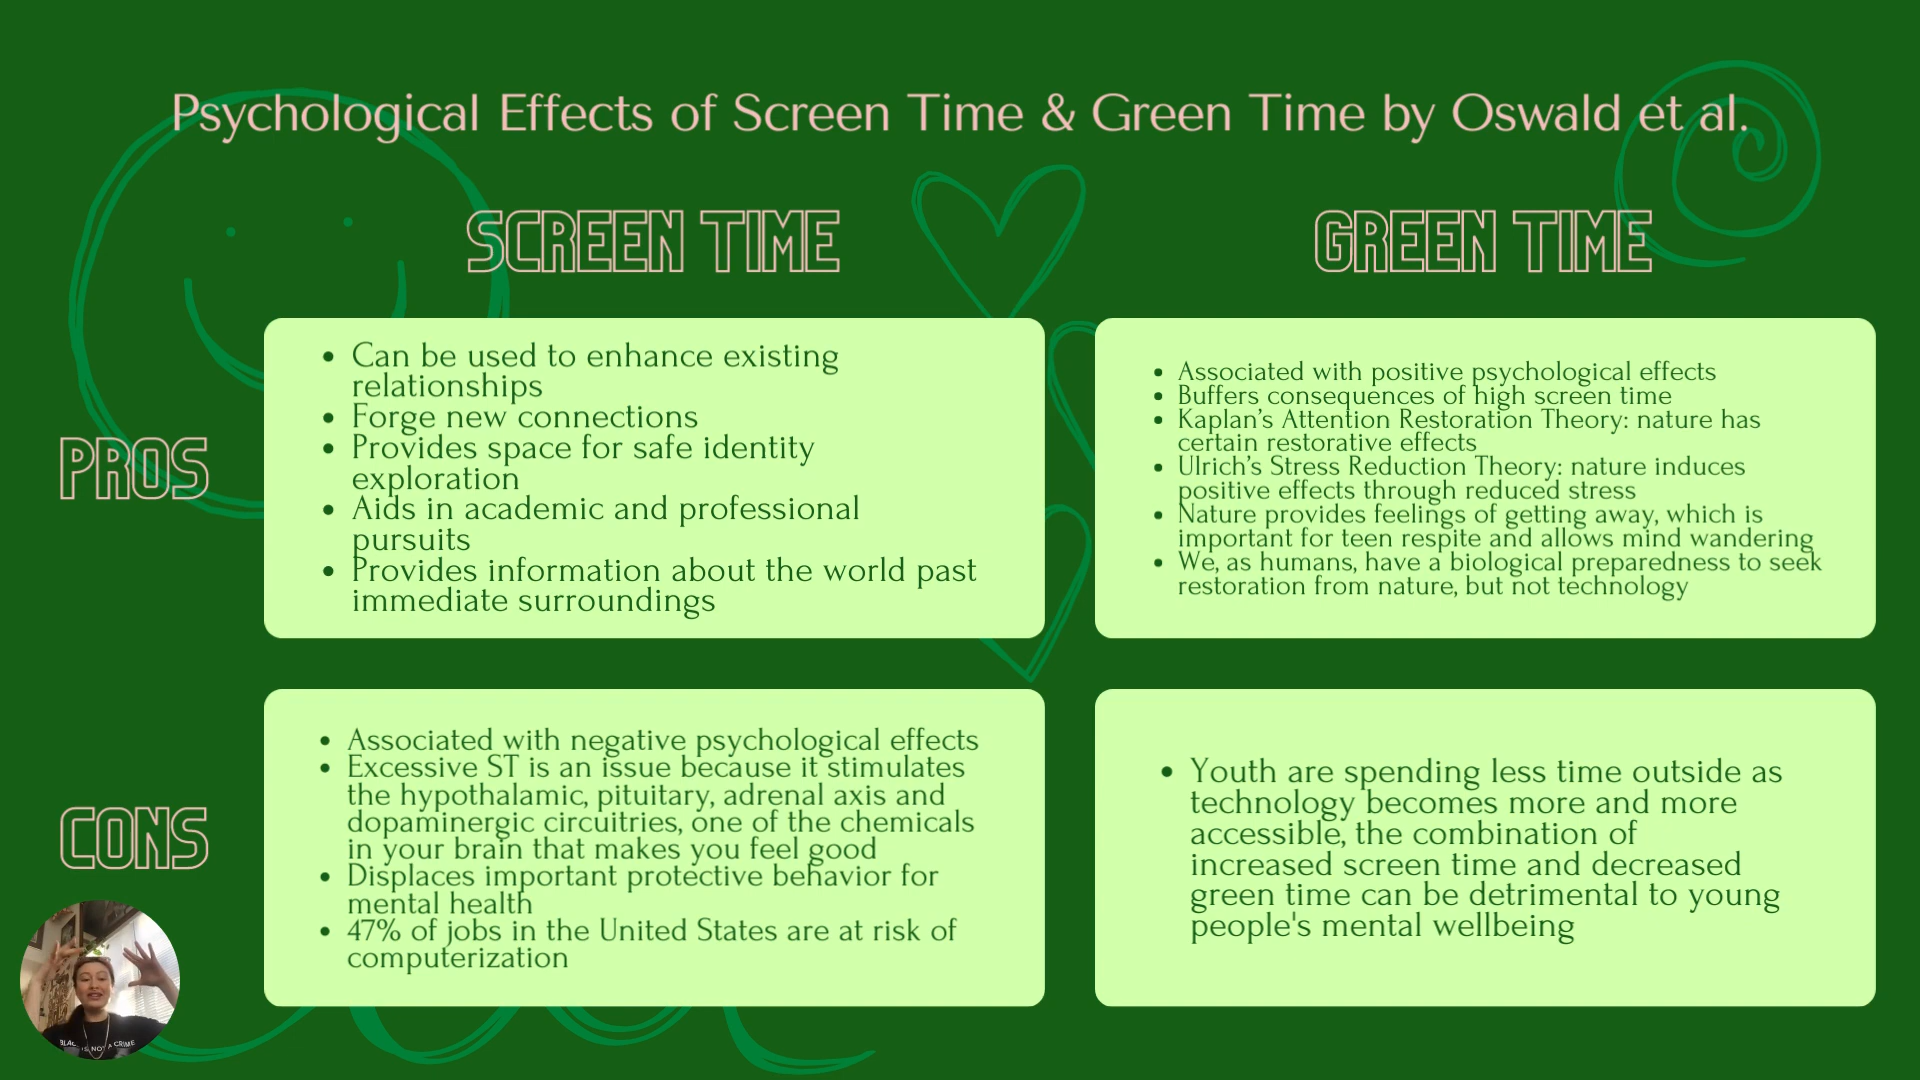 Psychological Effects of Screen Time & Green Time by Oswald et al.
SCREEN TIME
GREEN TIME
PROS
• Can be used to enhance existing
relationships
• Forge new connections
• Provides space for safe identity
exploration
• Aids in academic and professional
pursuits
• Provides information about the world past
immediate surroundings
• Associated with positive psychological effects
• Buffers consequences of high screen time
• Kaplan’s Attention Restoration Theory: nature has
certain restorative effects
• Ulrich’s Stress Reduction Theory: nature induces
positive effects through reduced stress
• Nature provides feelings of getting away, which is
important for teen respite and allows mind wandering
• We, as humans, have a biological preparedness to seek
restoration from nature, but not technology
CONS
• Associated with negative psychological effects
• Excessive ST is an issue because it stimulates
the hypothalamic, pituitary, adrenal axis and
dopaminergic circuitries, one of the chemicals
in your brain that makes you feel good
• Displaces important protective behavior for
mental health
• 47% of jobs in the United States are at risk of
computerization
• Youth are spending less time outside as
technology becomes more and more
accessible, the combination of
increased screen time and decreased
green time can be detrimental to young
people's mental wellbeing
NOT A CRIME